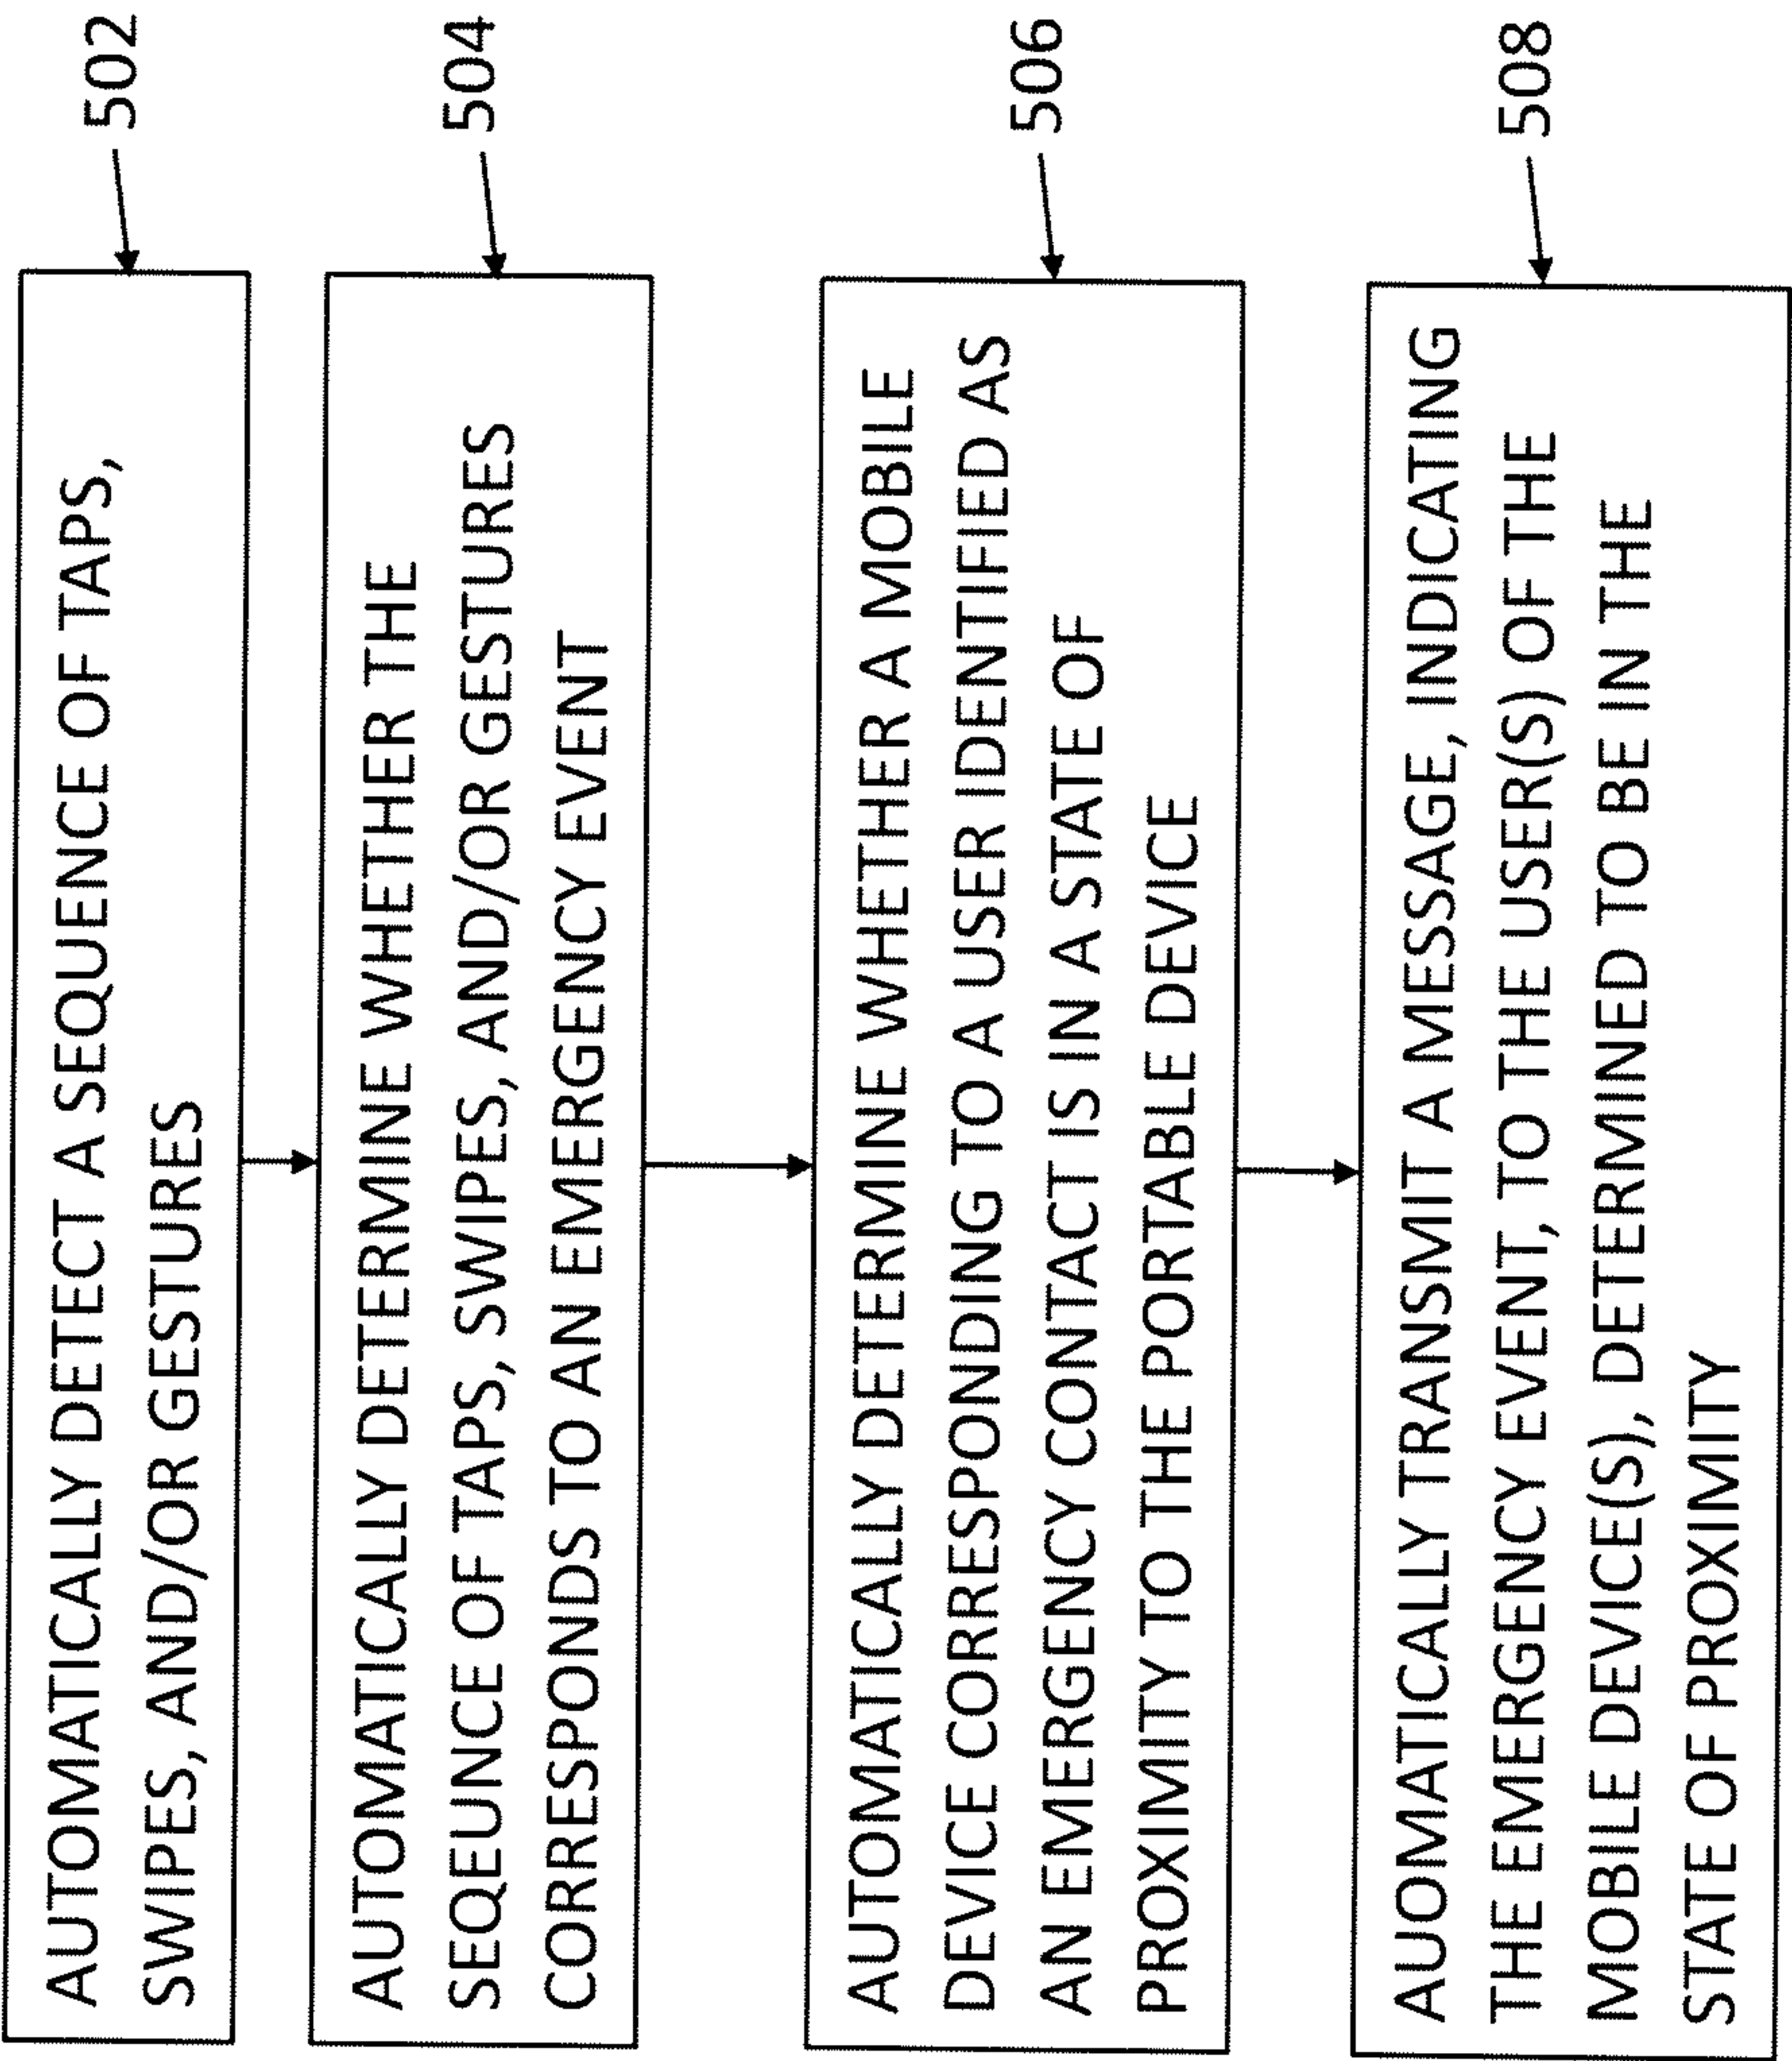 AUTOMATICALLY DETECT A SEQUENCE OF TAPS,
SWIPES, AND/OR GESTURES
502
AUTOMATICALLY DETERMINE WHETHER THE
SEQEUNCE OF TAPS, SWIPES, AND/OR GESTURES
CORRESPONDS TO AN EMERGENCY EVENT
504
AUTOMATICALLY DETERMINE WHETHER A MOBILE
DEVICE CORRESPONDING TO A USER IDENTIFIED AS
AN EMERGENCY CONTACT IS IN A STATE OF
PROXIMITY TO THE PORTABLE DEVICE
506
AUOMATICALLY TRANSMIT A MESSAGE, INDICATING
THE EMERGENCY EVENT, TO THE USER(S) OF THE
MOBILE DEVICE(S), DETERMINED TO BE IN THE
STATE OF PROXIMITY
508